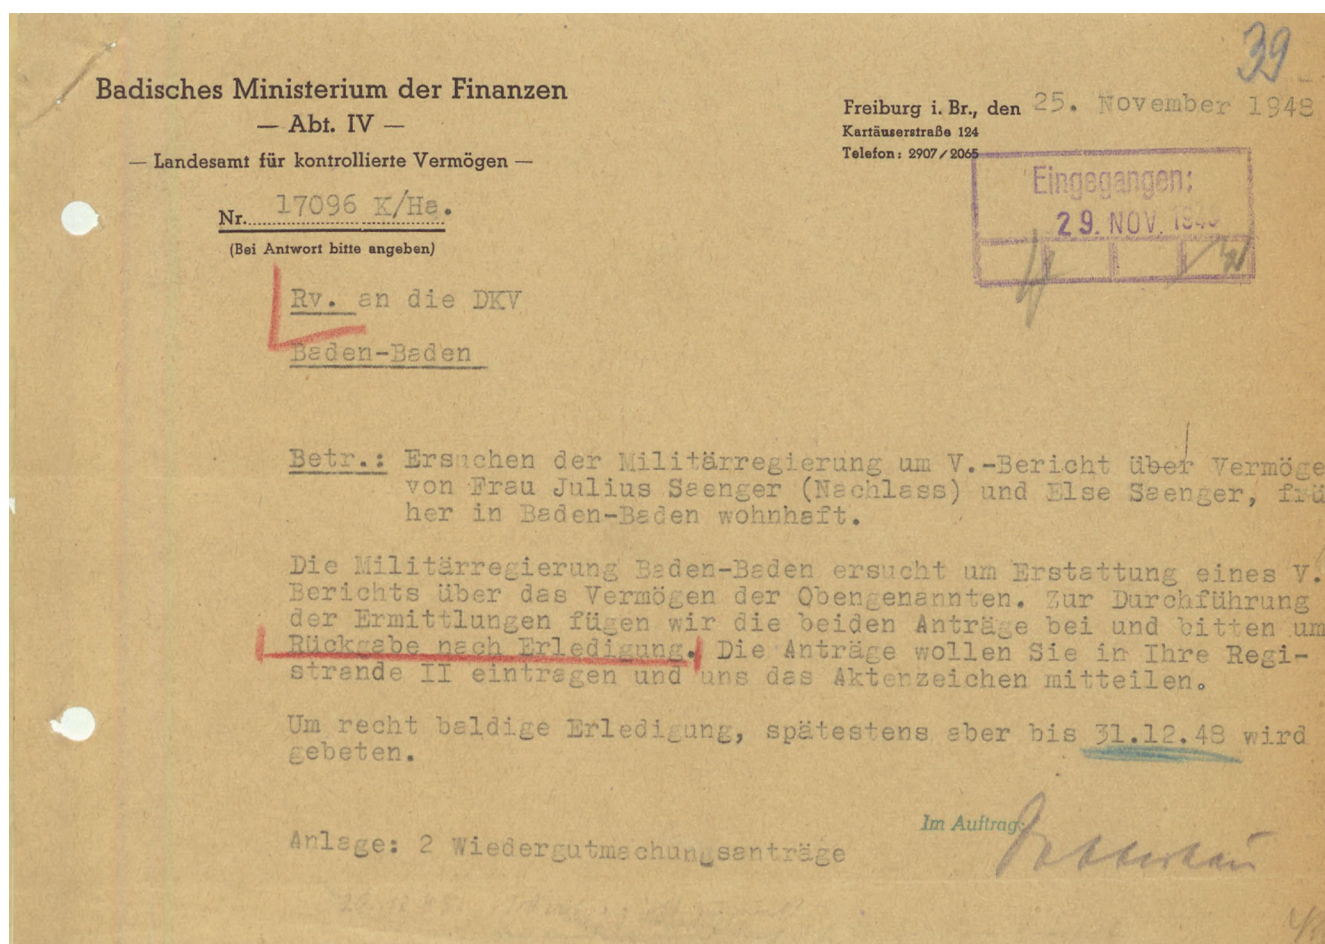 39
Badisches Ministerium der Finanzen
— Abt. IV —
— Landesamt für kontrollierte Vermögen —
Freiburg i. Br., den 25. November 1948
Kartäuserstraße 124
Telefon: 2907/2065
Nr. 17096 K/Ha.
(Bei Antwort bitte angeben)
Eingegangen:
29. NOV. 
Rv. an die DKV
Baden-Baden
Betr.: Ersuchen der Militärregierung um V.-Bericht über Vermöge
von Frau Julius Saenger (Nachlass) und Else Saenger, frü
her in Baden-Baden wohnhaft.
Die Militärregierung Baden-Baden ersucht um Erstattung eines V.
Berichts über das Vermögen der Obengenannten. Zur Durchführung
der Ermittlungen fügen wir die beiden Anträge bei und bitten um
Rückgabe nach Erledigung. Die Anträge wollen Sie in Ihre Regi-
strande II eintragen und uns das Aktenzeichen mitteilen.
Um recht baldige Erledigung, spätestens aber bis 31.12.48 wird
gebeten.
Im Auftrag:
Anlage: 2 Wiedergutmachungsanträge